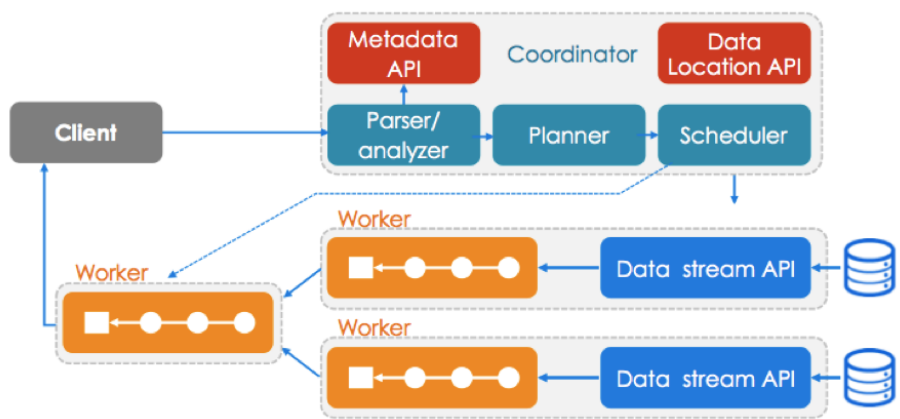 Metadata
API
Coordinator
Data
Location API
Client
Parser/
analyzer
Planner
Scheduler
Worker
Data stream API
Worker
Worker
Data stream API